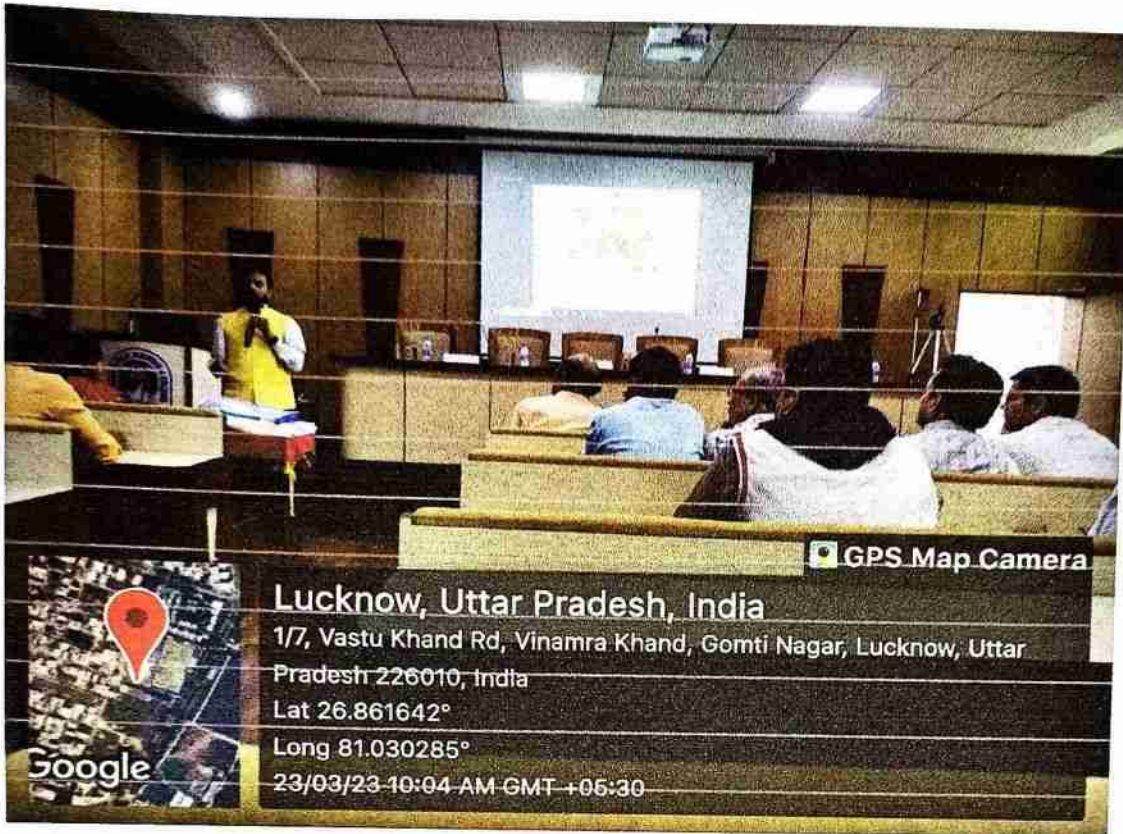 GPS Map Camera
Lucknow, Uttar Pradesh, India
1/7, Vastu Khand Rd, Vinamra Khand, Gomti Nagar, Lucknow, Uttar
Pradesh 226010, India
Lat 26.861642°
Long 81.030285°
23/03/23 10:04 AM GMT +05:30
Google